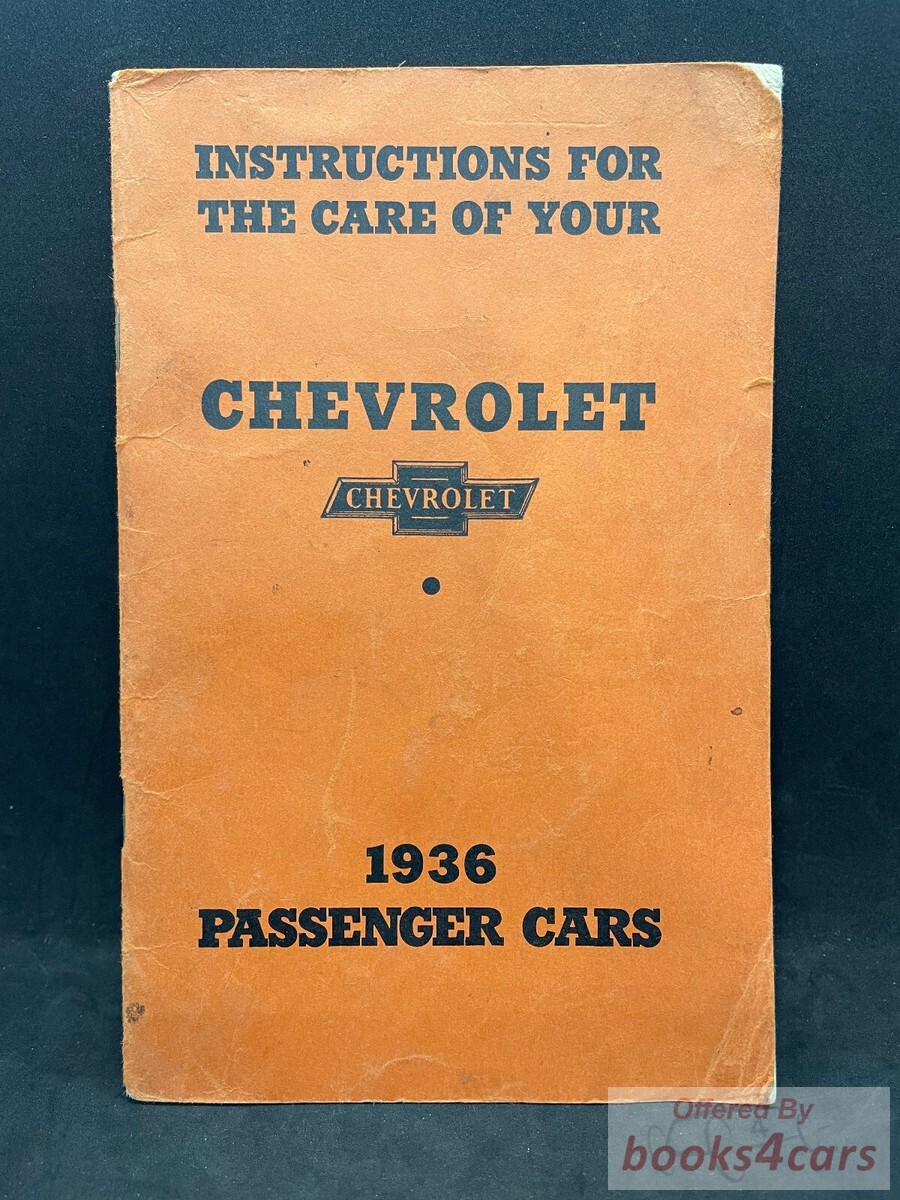 INSTRUCTIONS FOR
THE CARE OF YOUR
CHEVROLET
CHEVROLET
1936
PASSENGER CARS
Offered By
books4cars